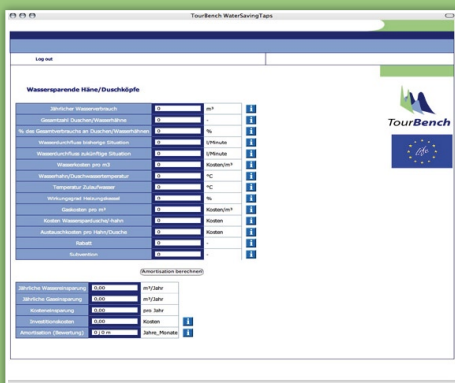 TourBench WaterSavingTaps
Log out
Wassersparende Häne/Duschköpfe
Jährlicher Wasserverbrauch 0 m³ i
Gesamtzahl Duschen/Wasserhähne 0 - i
% des Gesamtverbrauchs an Duschen/Wasserhähnen 0 % i
Wasserdurchfluss bisherige Situation 0 l/Minute i
Wasserdurchfluss zukünftige Situation 0 l/Minute i
Wasserkosten pro m3 0 Kosten/m³ i
Wasserhahn/Duschwassertemperatur 0 °C i
Temperatur Zulaufwasser 0 °C i
Wirkungsgrad Heizungskessel 0 % i
Gaskosten pro m³ 0 Kosten/m³ i
Kosten Wasserspardusche/-hahn 0 Kosten i
Austauschkosten pro Hahn/Dusche 0 Kosten i
Rabatt 0 - i
Subvention 0 - i
Amortisation berechnen
Jährliche Wassereinsparung 0,00 m³/Jahr
Jährliche Gaseinsparung 0,00 m³/Jahr
Kosteneinsparung 0,00 pro Jahr
Investitionskosten 0,00 Kosten i
Amortisation (Bewertung) 0 j 0 m Jahre_Monate i
TourBench
life